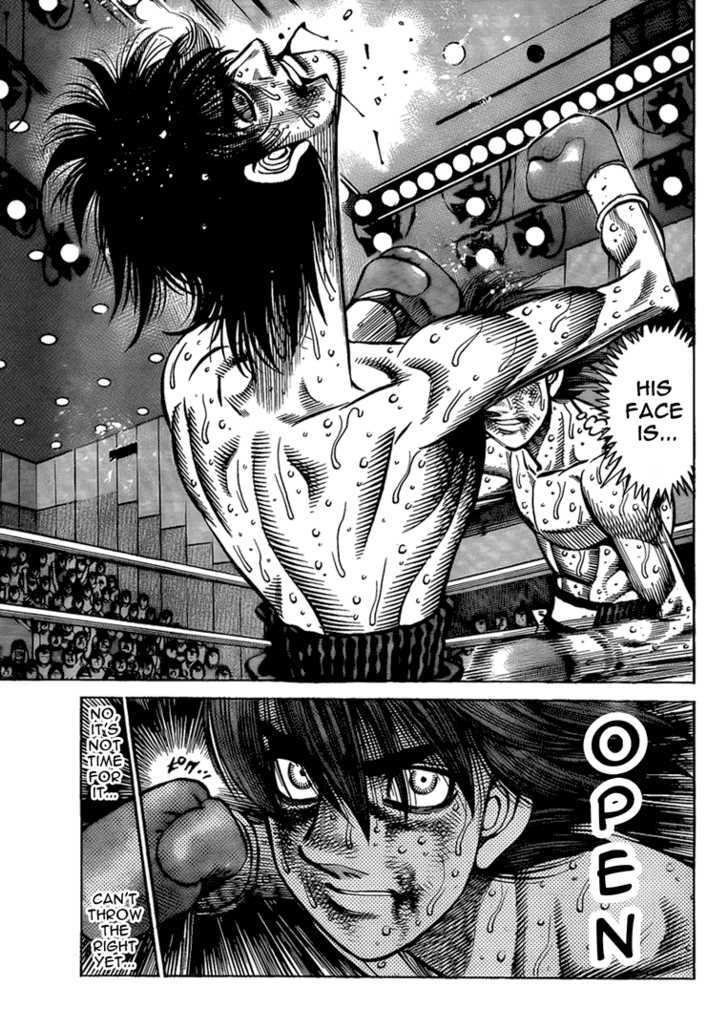 HIS
FACE
IS...
OPEN
NO,
IT'S
NOT
TIME
FOR
IT...
CAN'T
THROW
THE
RIGHT
YET...